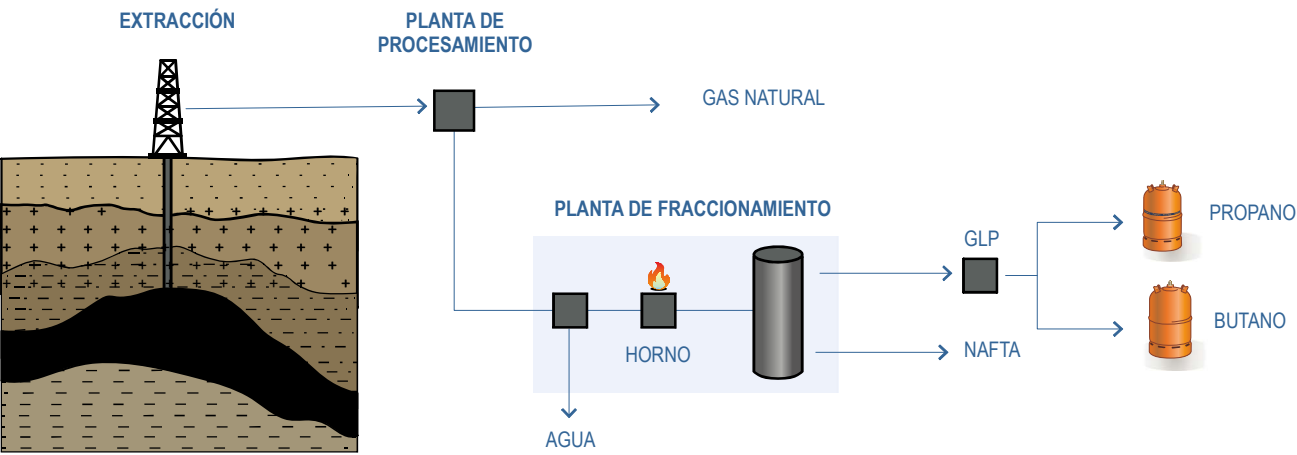 EXTRACCIÓN
PLANTA DE
PROCESAMIENTO
GAS NATURAL
PLANTA DE FRACCIONAMIENTO
PROPANO
GLP
BUTANO
HORNO
NAFTA
AGUA